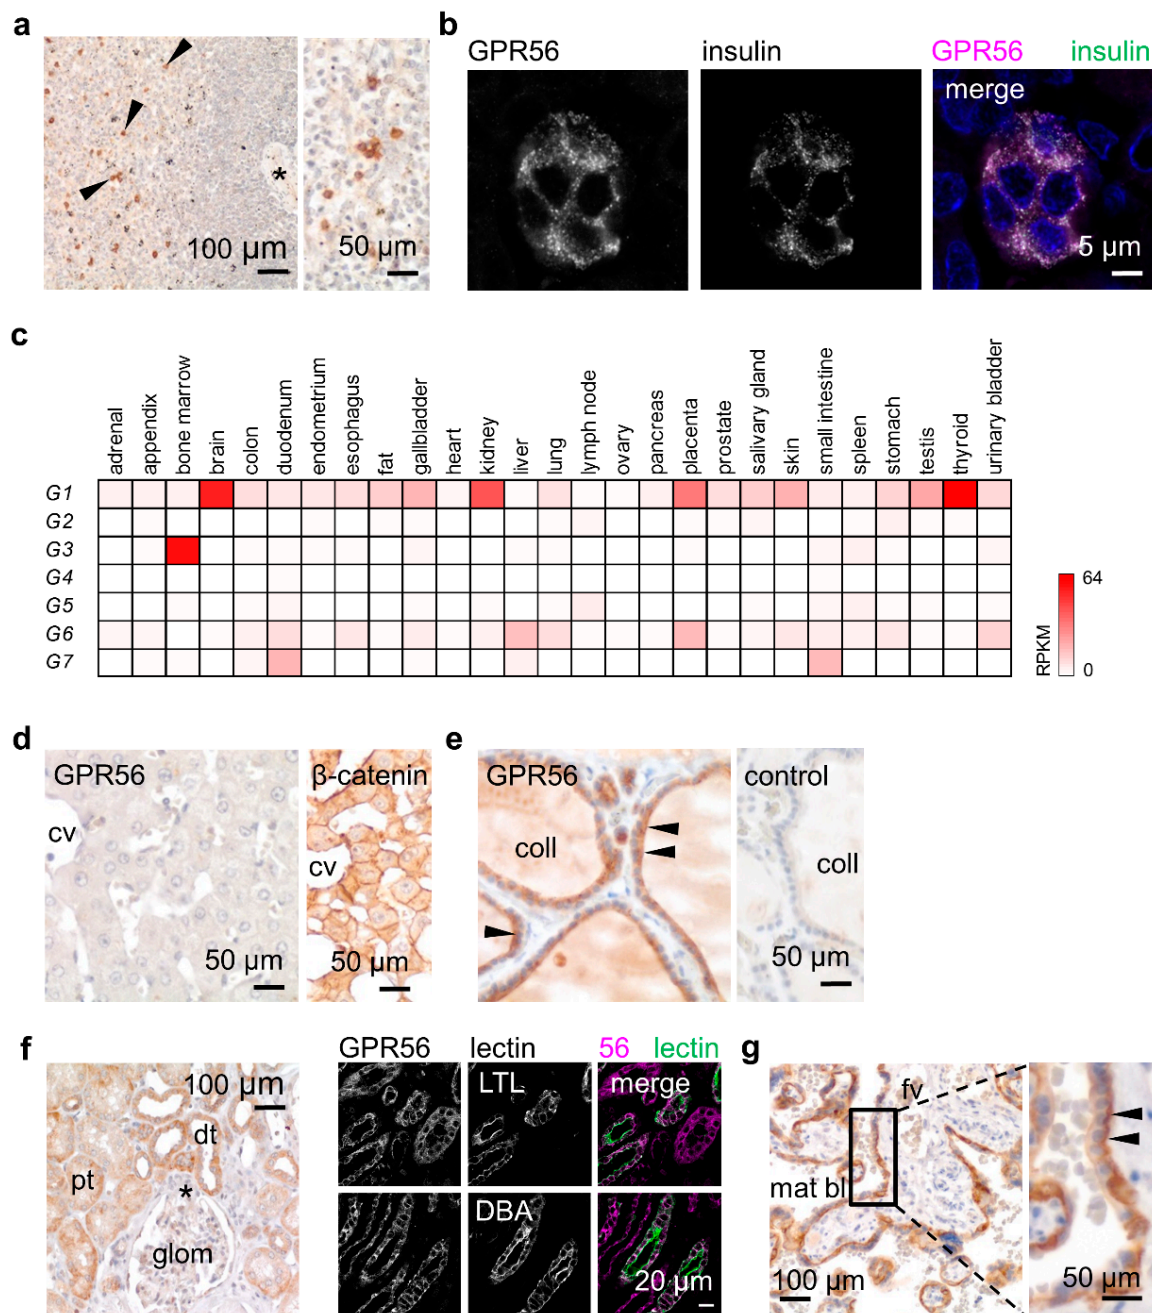 a
*
100 µm
50 µm
b
GPR56
insulin
GPR56 insulin
merge
5 µm
c
adrenal
appendix
bone marrow
brain
colon
duodenum
endometrium
esophagus
fat
gallbladder
heart
kidney
liver
lung
lymph node
ovary
pancreas
placenta
prostate
salivary gland
skin
small intestine
spleen
stomach
testis
thyroid
urinary bladder
G1
G2
G3
G4
G5
G6
G7
RPKM
64
0
d
GPR56
cv
50 µm
β-catenin
cv
50 µm
e
GPR56
coll
control
coll
50 µm
f
100 µm
dt
pt
*
glom
GPR56
lectin
56 lectin
LTL
merge
DBA
20 µm
g
fv
mat bl
100 µm
50 µm